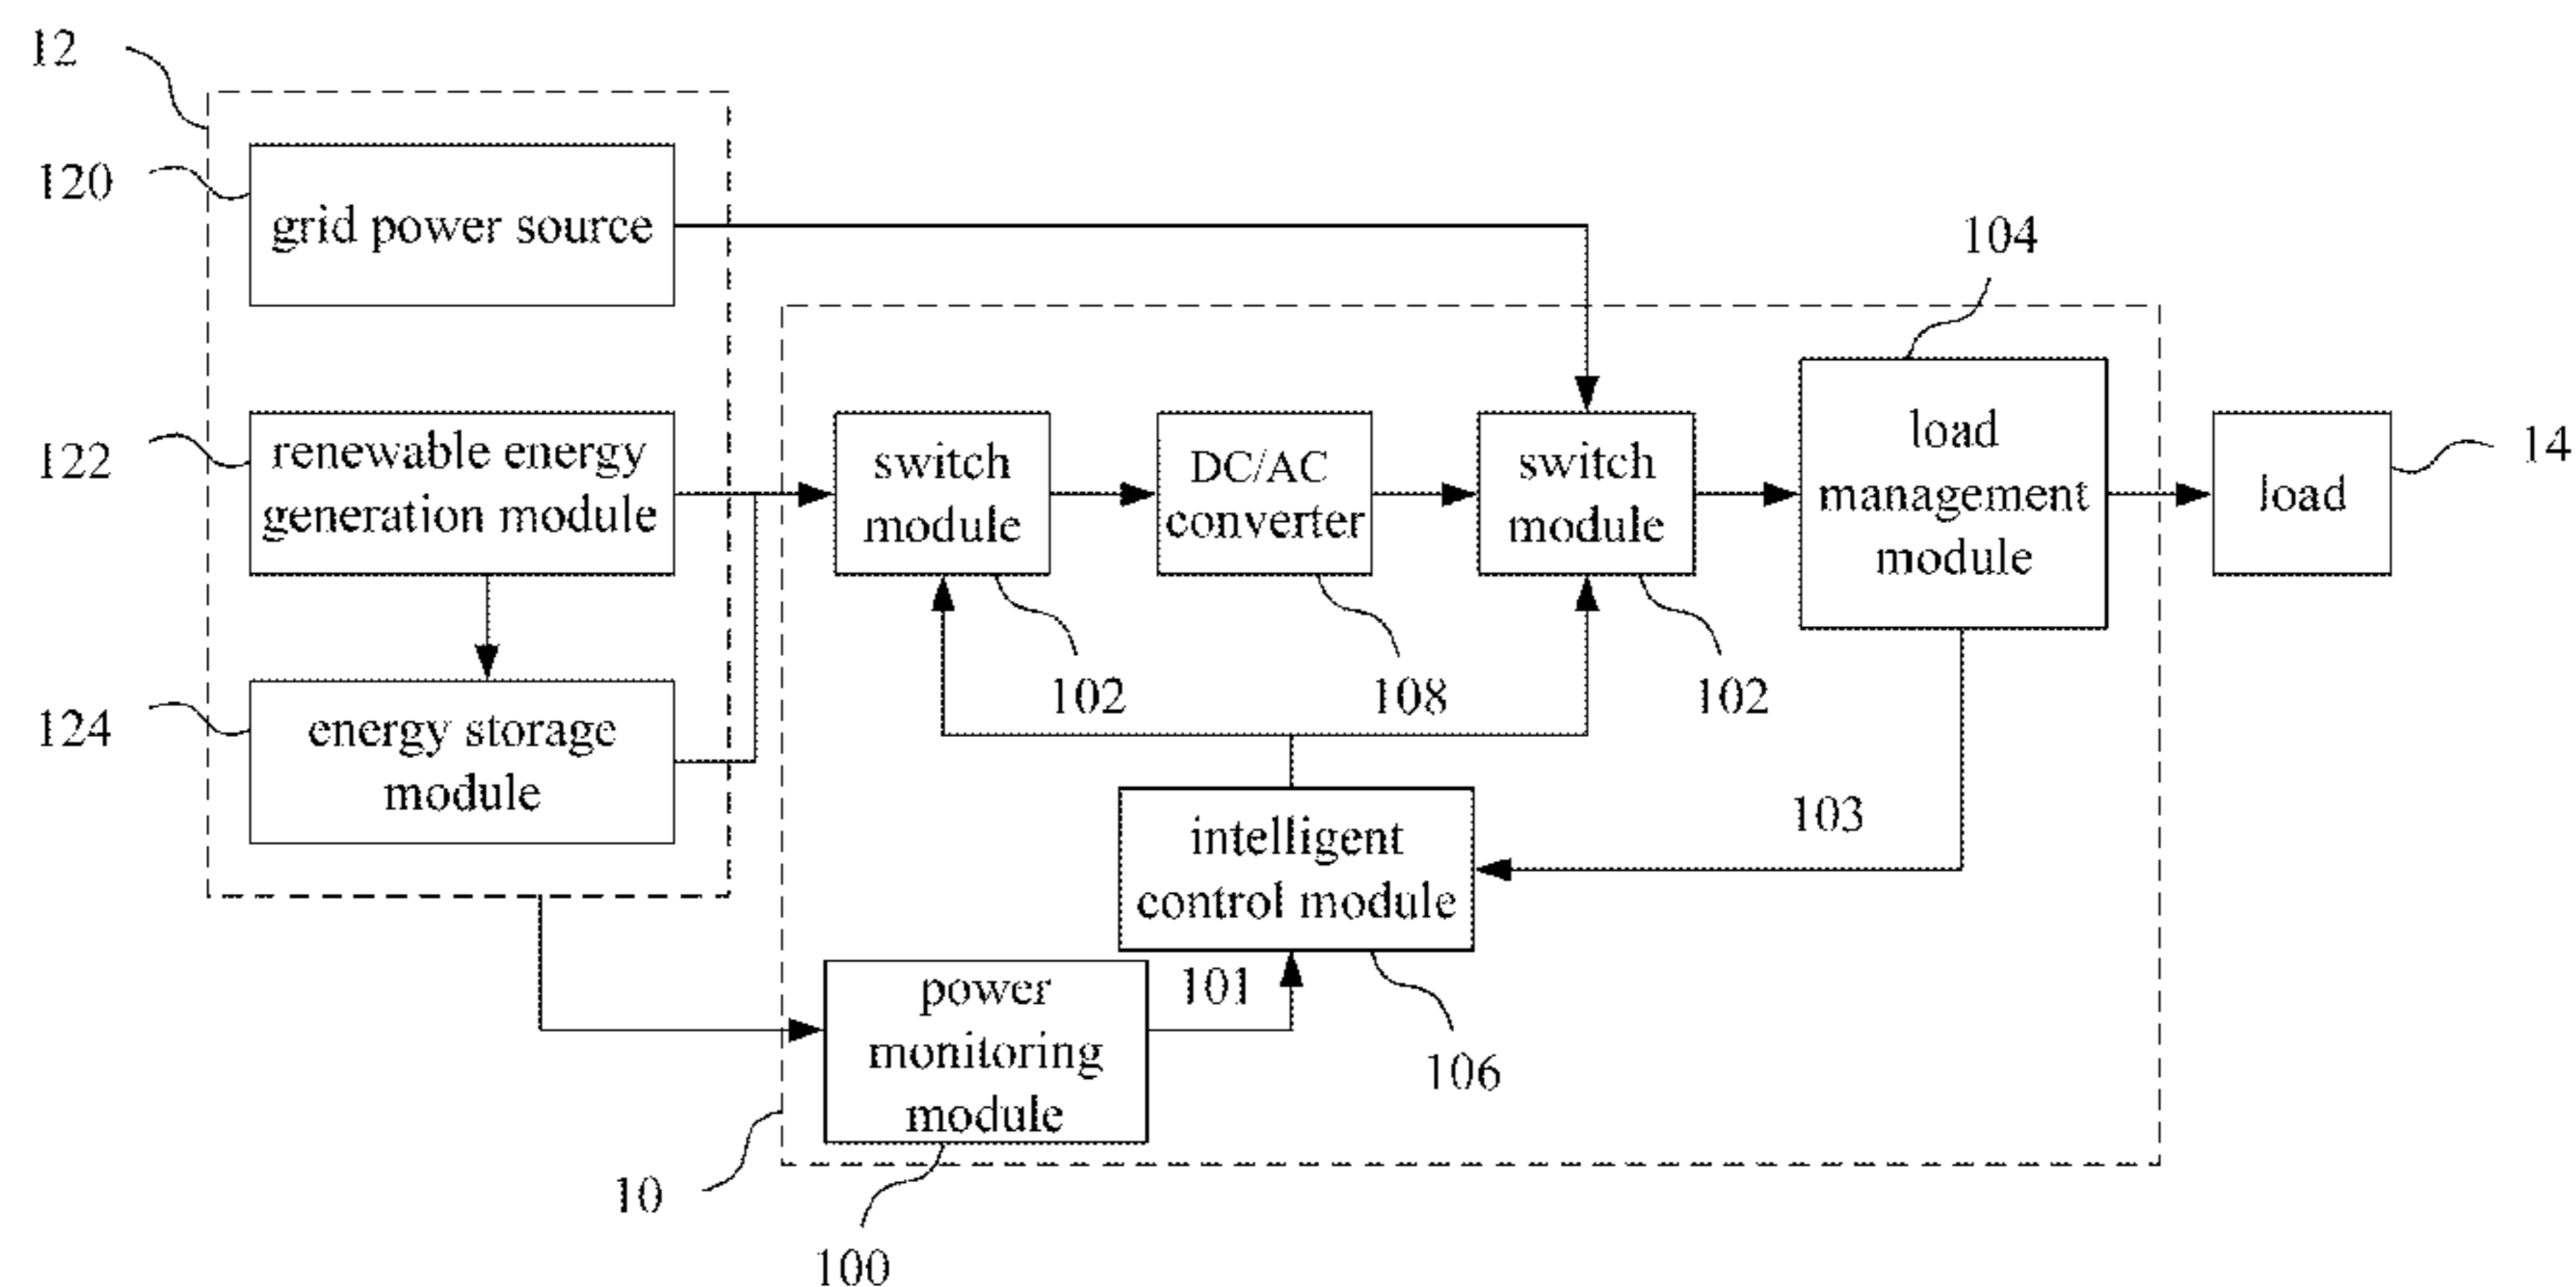 12
120
grid power source
104
122
renewable energy
generation module
switch
module
DC/AC
converter
switch
module
load
management
module
load
14
124
energy storage
module
102
108
102
103
intelligent
control module
101
106
power
monitoring
module
10
100